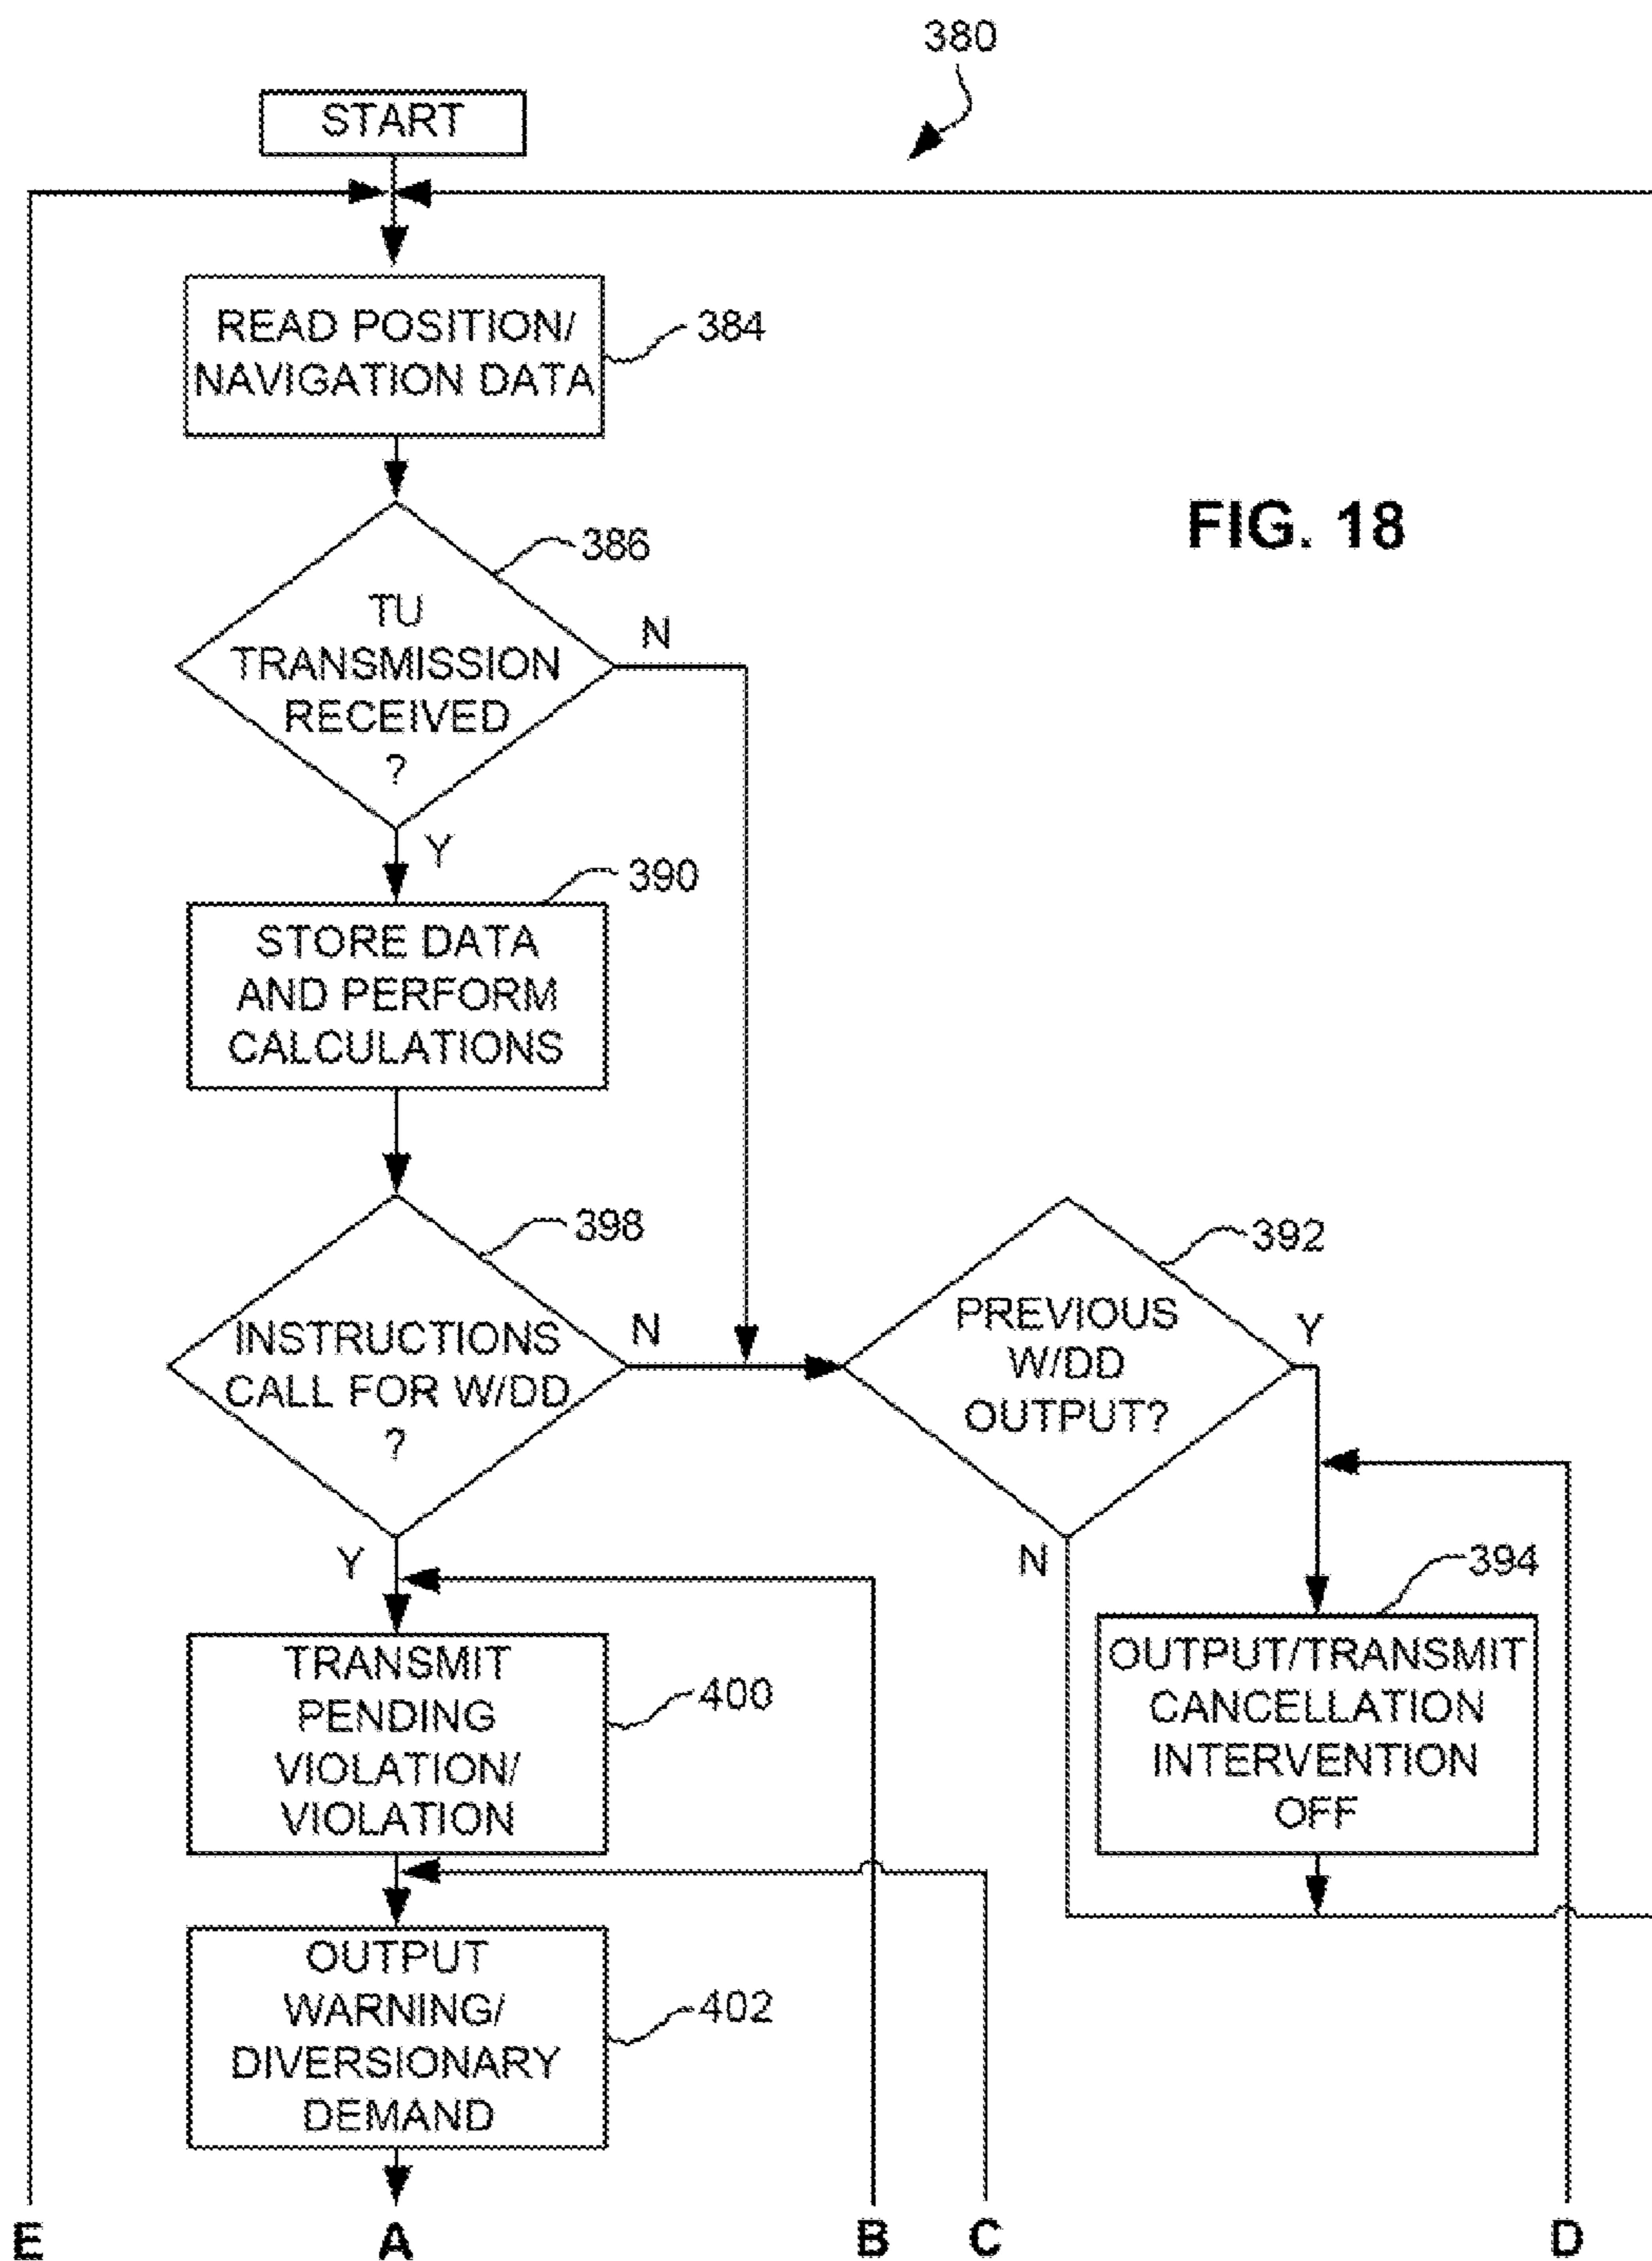 380
START
READ POSITION/
NAVIGATION DATA
384
FIG. 18
386
TU
TRANSMISSION
RECEIVED
?
N
Y
390
STORE DATA
AND PERFORM
CALCULATIONS
398
INSTRUCTIONS
CALL FOR W/DD
?
N
Y
392
PREVIOUS
W/DD
OUTPUT?
Y
N
394
OUTPUT/TRANSMIT
CANCELLATION
INTERVENTION
OFF
TRANSMIT
PENDING
VIOLATION/
VIOLATION
400
OUTPUT
WARNING/
DIVERSIONARY
DEMAND
402
E
A
B
C
D